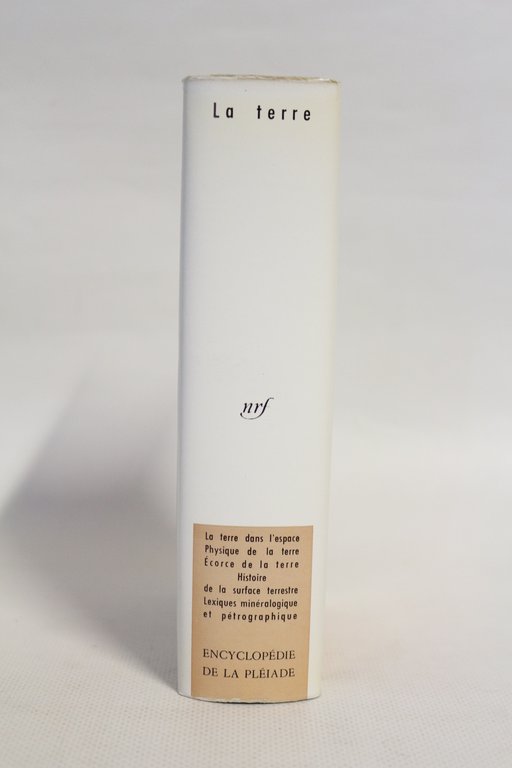 La terre
nrf
La terre dans l'espace
Physique de la terre
Écorce de la terre
Histoire
de la surface terrestre
Lexiques minéralogique
et pétrographique
ENCYCLOPÉDIE
DE LA PLÉIADE